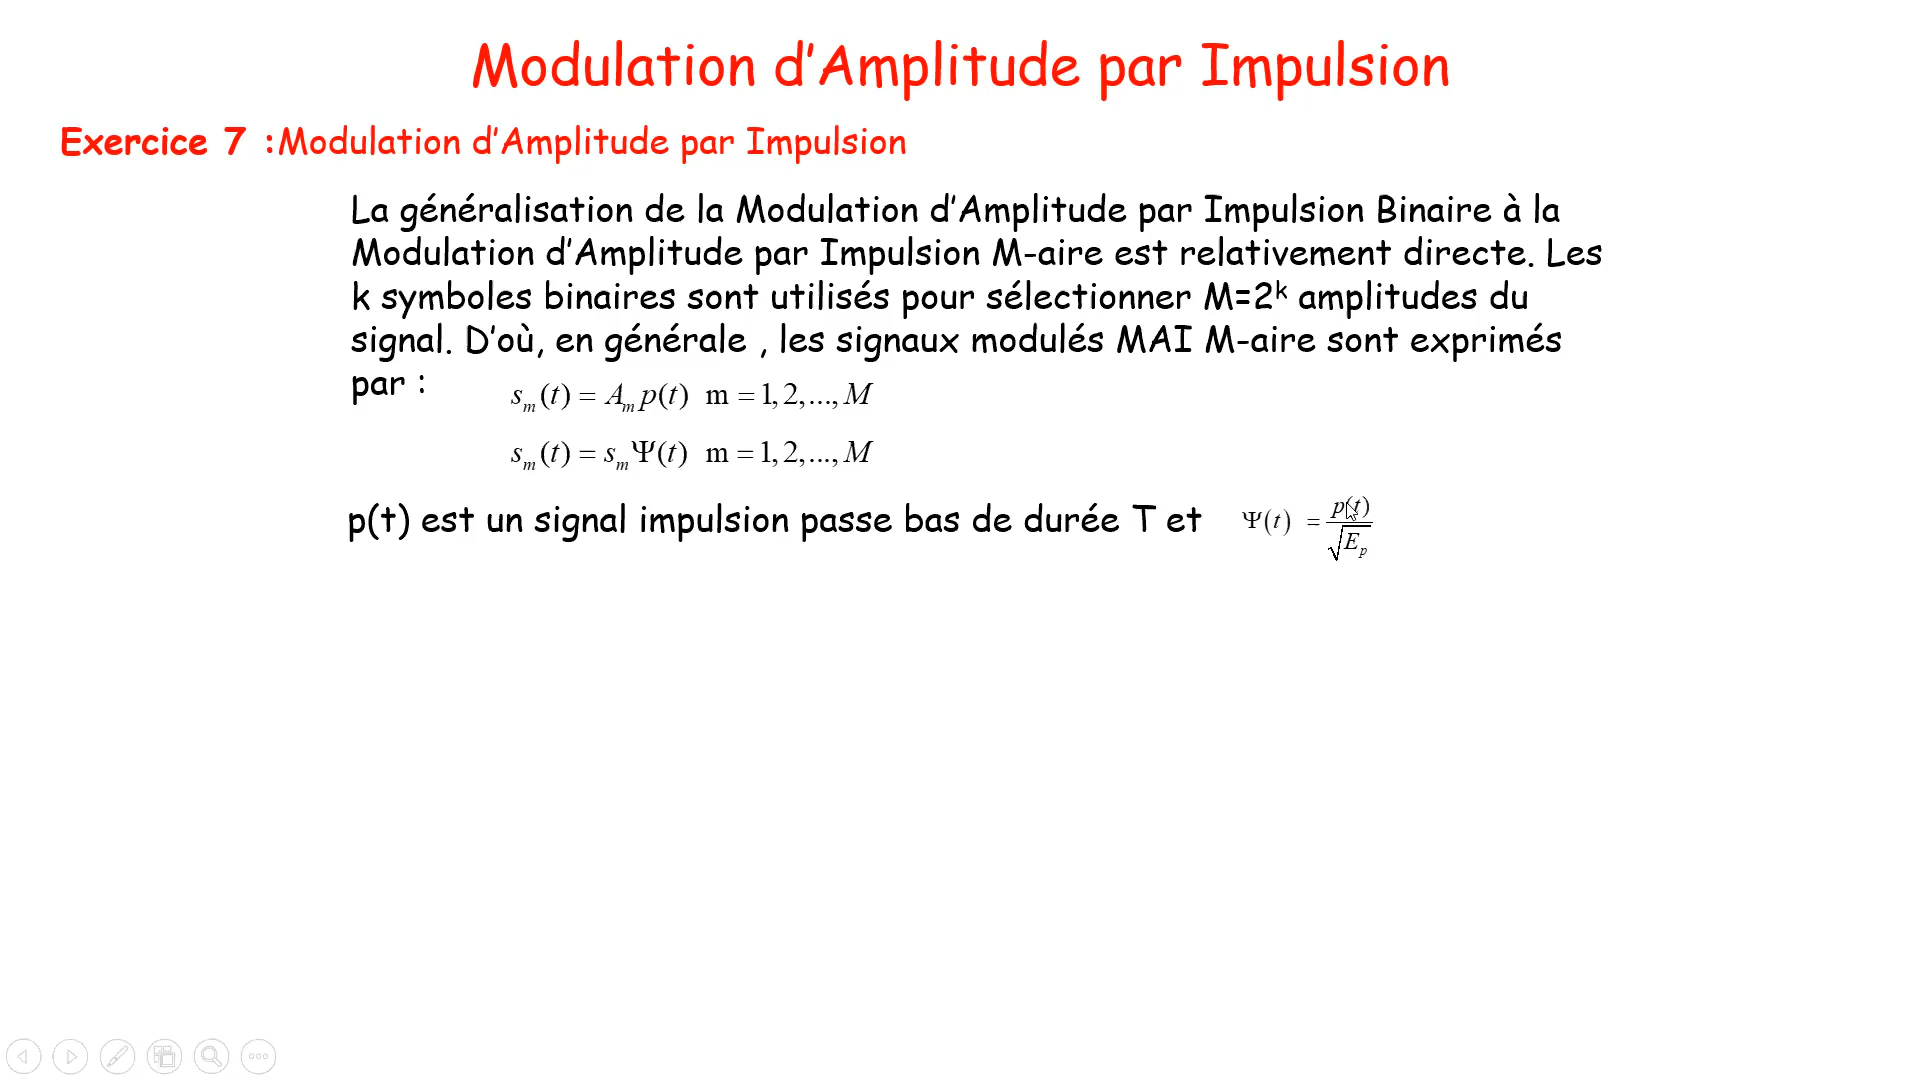 Modulation d’Amplitude par Impulsion
Exercice 7 :Modulation d’Amplitude par Impulsion
La généralisation de la Modulation d’Amplitude par Impulsion Binaire à la
Modulation d’Amplitude par Impulsion M-aire est relativement directe. Les
k symboles binaires sont utilisés pour sélectionner M=2ᵏ amplitudes du
signal. D’où, en générale , les signaux modulés MAI M-aire sont exprimés
par :
sₘ(t) = Aₘ p(t) m = 1, 2,..., M
sₘ(t) = sₘΨ(t) m = 1, 2,..., M
p(t) est un signal impulsion passe bas de durée T et Ψ(t) = p(t)/√Eₚ